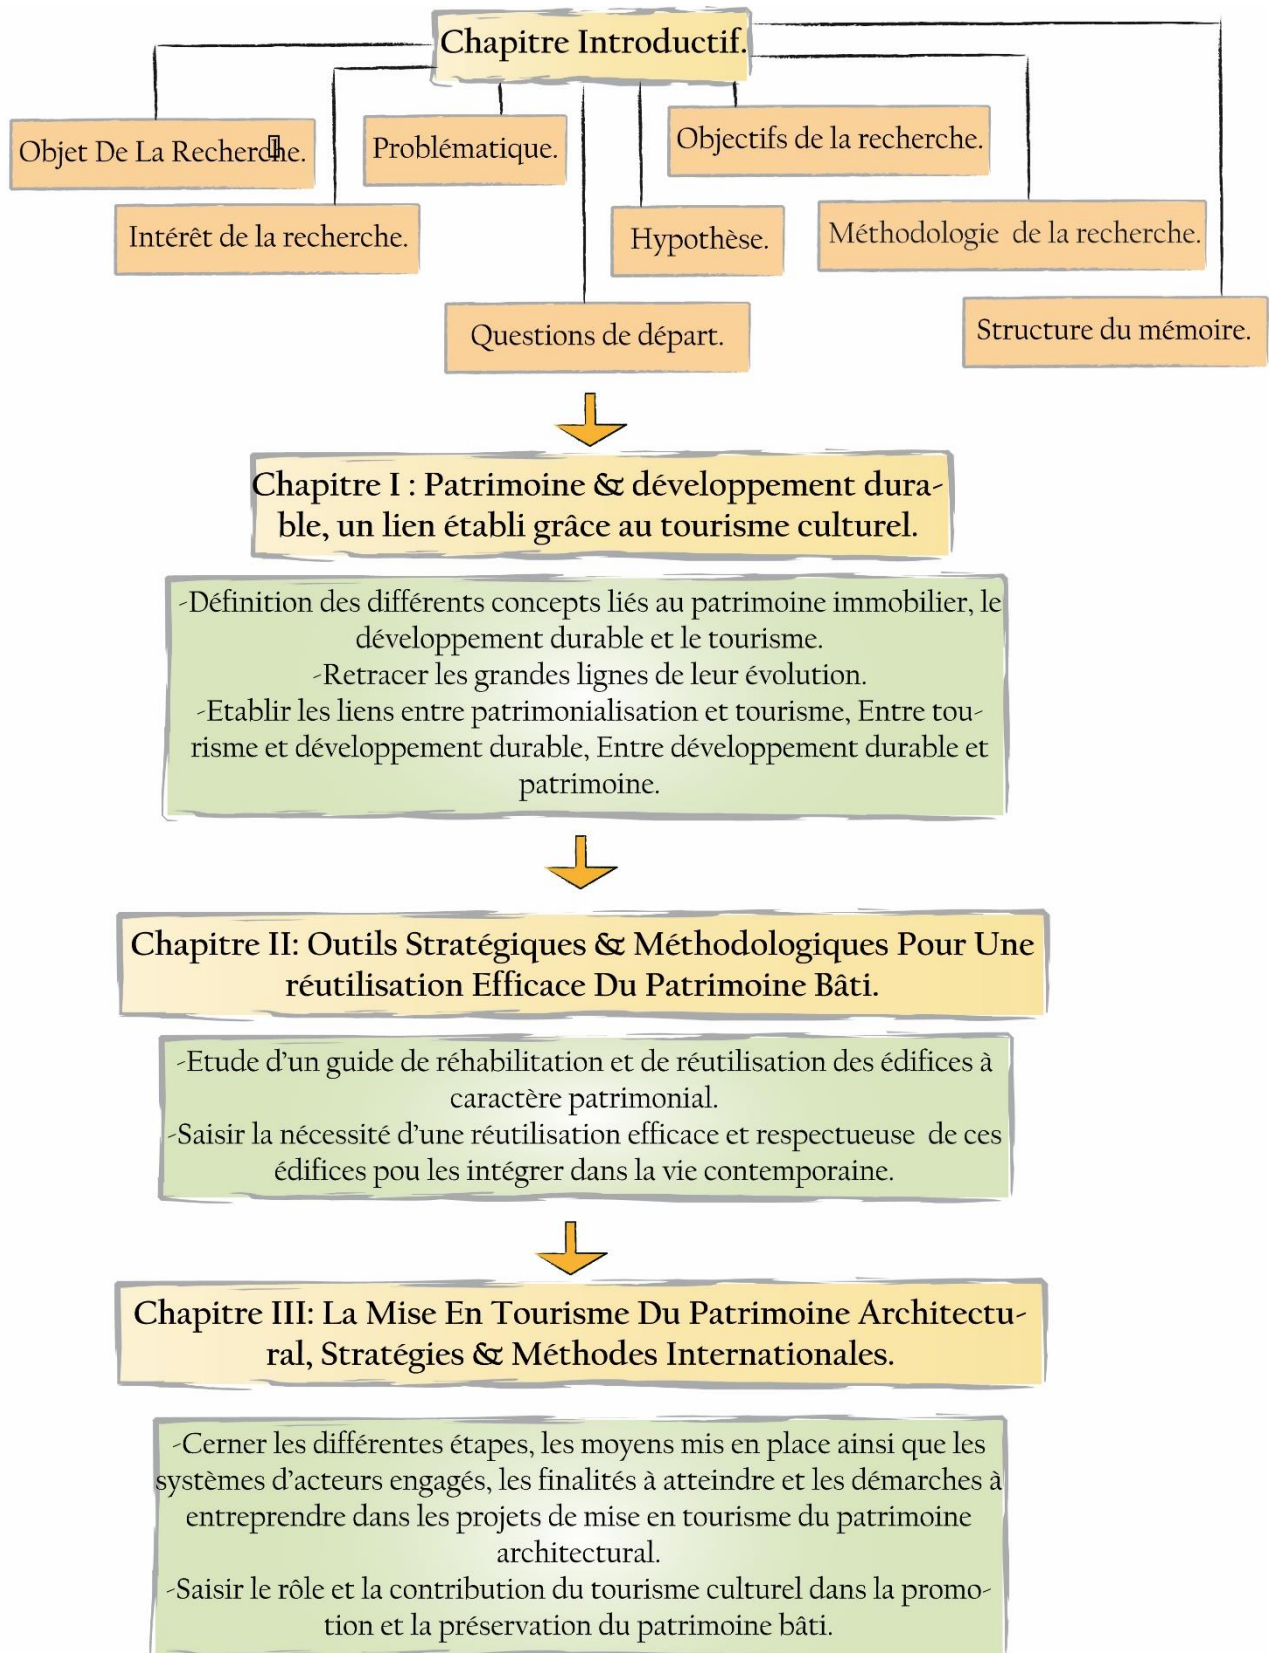 Chapitre Introductif.
Objet De La Recherche.
Problématique.
Objectifs de la recherche.
Intérêt de la recherche.
Hypothèse.
Méthodologie de la recherche.
Questions de départ.
Structure du mémoire.
Chapitre I : Patrimoine & développement dura-
ble, un lien établi grâce au tourisme culturel.
-Définition des différents concepts liés au patrimoine immobilier, le
développement durable et le tourisme.
-Retracer les grandes lignes de leur évolution.
-Etablir les liens entre patrimonialisation et tourisme, Entre tou-
risme et développement durable, Entre développement durable et
patrimoine.
Chapitre II: Outils Stratégiques & Méthodologiques Pour Une
réutilisation Efficace Du Patrimoine Bâti.
-Etude d'un guide de réhabilitation et de réutilisation des édifices à
caractère patrimonial.
-Saisir la nécessité d'une réutilisation efficace et respectueuse de ces
édifices pou les intégrer dans la vie contemporaine.
Chapitre III: La Mise En Tourisme Du Patrimoine Architectu-
ral, Stratégies & Méthodes Internationales.
-Cerner les différentes étapes, les moyens mis en place ainsi que les
systèmes d'acteurs engagés, les finalités à atteindre et les démarches à
entreprendre dans les projets de mise en tourisme du patrimoine
architectural.
-Saisir le rôle et la contribution du tourisme culturel dans la promo-
tion et la préservation du patrimoine bâti.